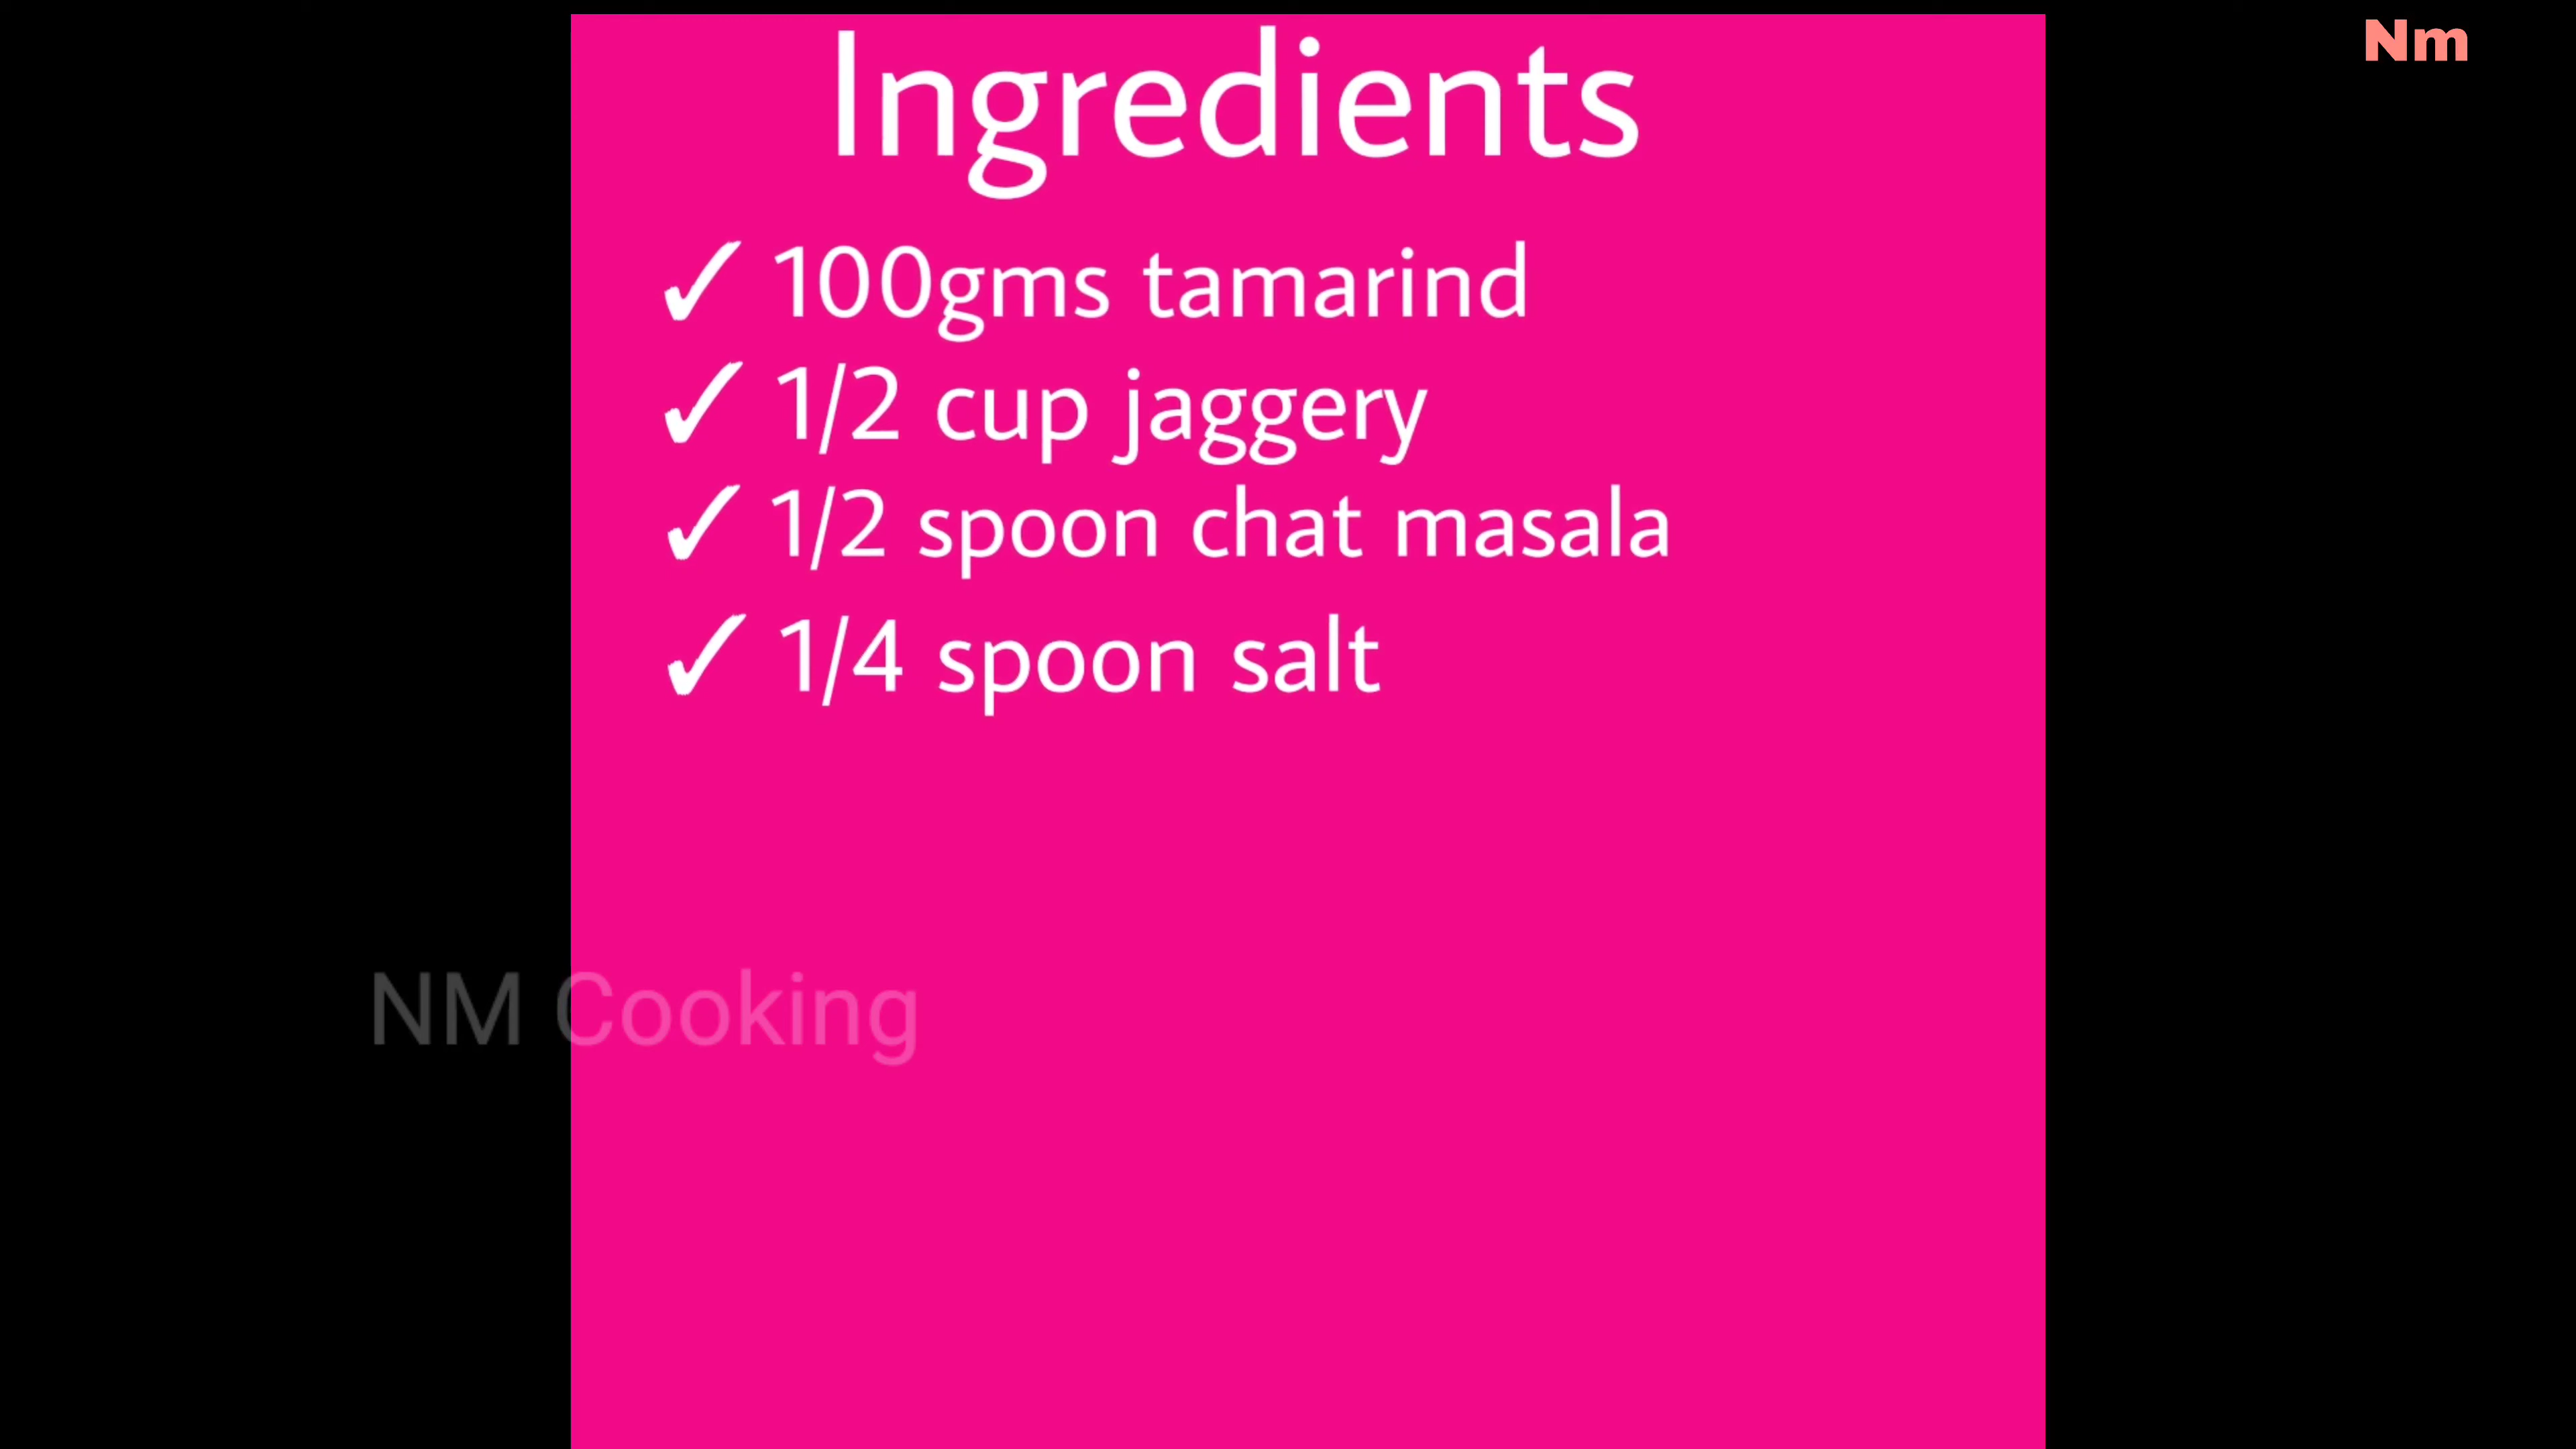 Nm
Ingredients
✓ 100gms tamarind
✓ 1/2 cup jaggery
✓ 1/2 spoon chat masala
✓ 1/4 spoon salt
NM Cooking